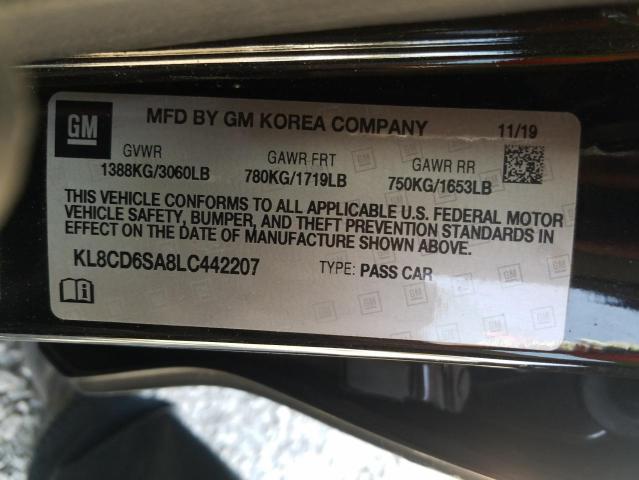 GM
MFD BY GM KOREA COMPANY 11/19
GVWR GAWR FRT GAWR RR
1388KG/3060LB 780KG/1719LB 750KG/1653LB
THIS VEHICLE CONFORMS TO ALL APPLICABLE U.S. FEDERAL MOTOR
VEHICLE SAFETY, BUMPER, AND THEFT PREVENTION STANDARDS IN
EFFECT ON THE DATE OF MANUFACTURE SHOWN ABOVE.
KL8CD6SA8LC442207 TYPE: PASS CAR